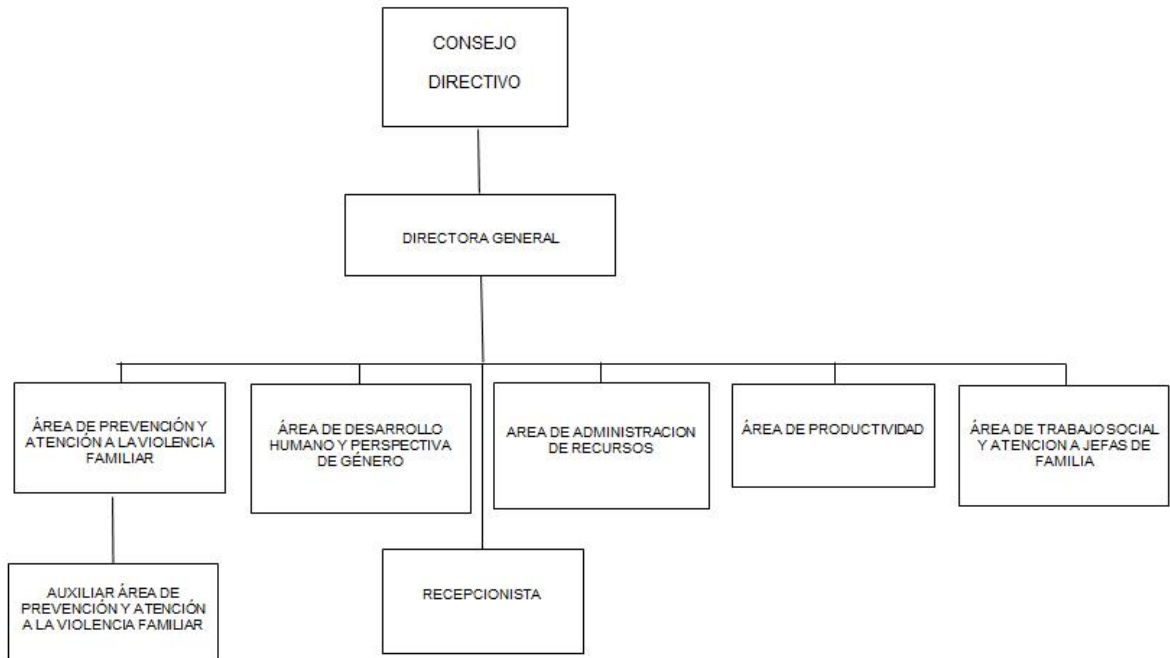 CONSEJO
DIRECTIVO
DIRECTORA GENERAL
ÁREA DE PREVENCIÓN Y
ATENCIÓN A LA VIOLENCIA
FAMILIAR
ÁREA DE DESARROLLO
HUMANO Y PERSPECTIVA
DE GÉNERO
AREA DE ADMINISTRACION
DE RECURSOS
ÁREA DE PRODUCTIVIDAD
ÁREA DE TRABAJO SOCIAL
Y ATENCION A JEFAS DE
FAMILIA
AUXILIAR ÁREA DE
PREVENCIÓN Y ATENCIÓN
A LA VIOLENCIA FAMILIAR
RECEPCIONISTA